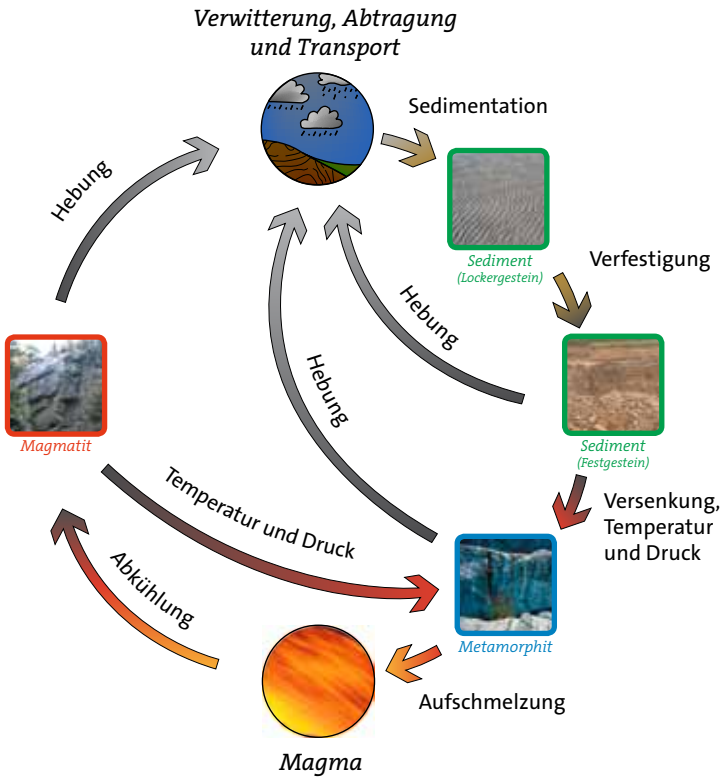 Verwitterung, Abtragung
und Transport
Sedimentation
Hebung
Sediment
(Lockergestein)
Verfestigung
Hebung
Hebung
Magmatit
Sediment
(Festgestein)
Temperatur und Druck
Versenkung,
Temperatur
und Druck
Abkühlung
Metamorphit
Aufschmelzung
Magma